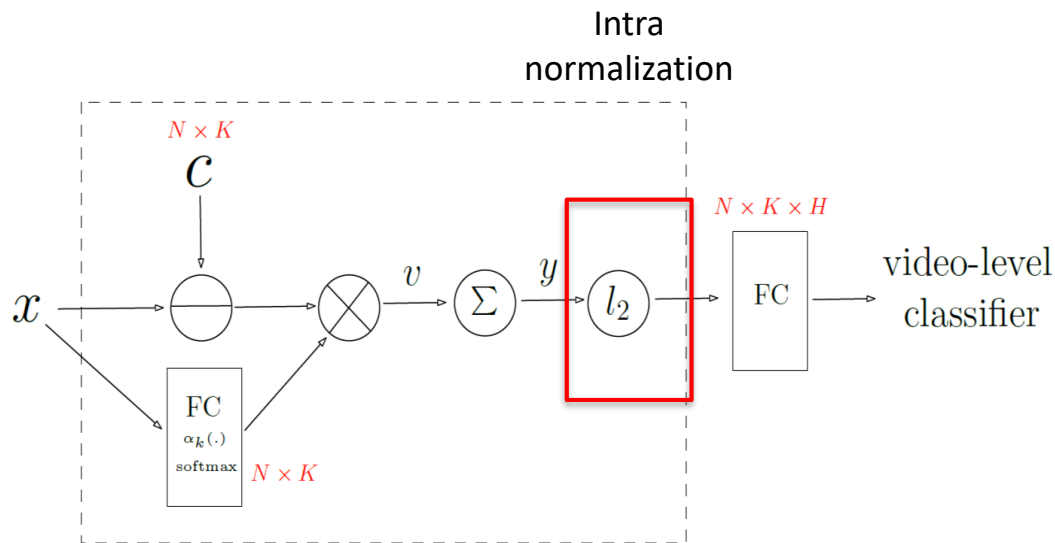 Intra
normalization
N × K
c
N × K × H
x
v
Σ
y
l₂
FC
video-level
classifier
FC
αₖ(.)
softmax
N × K